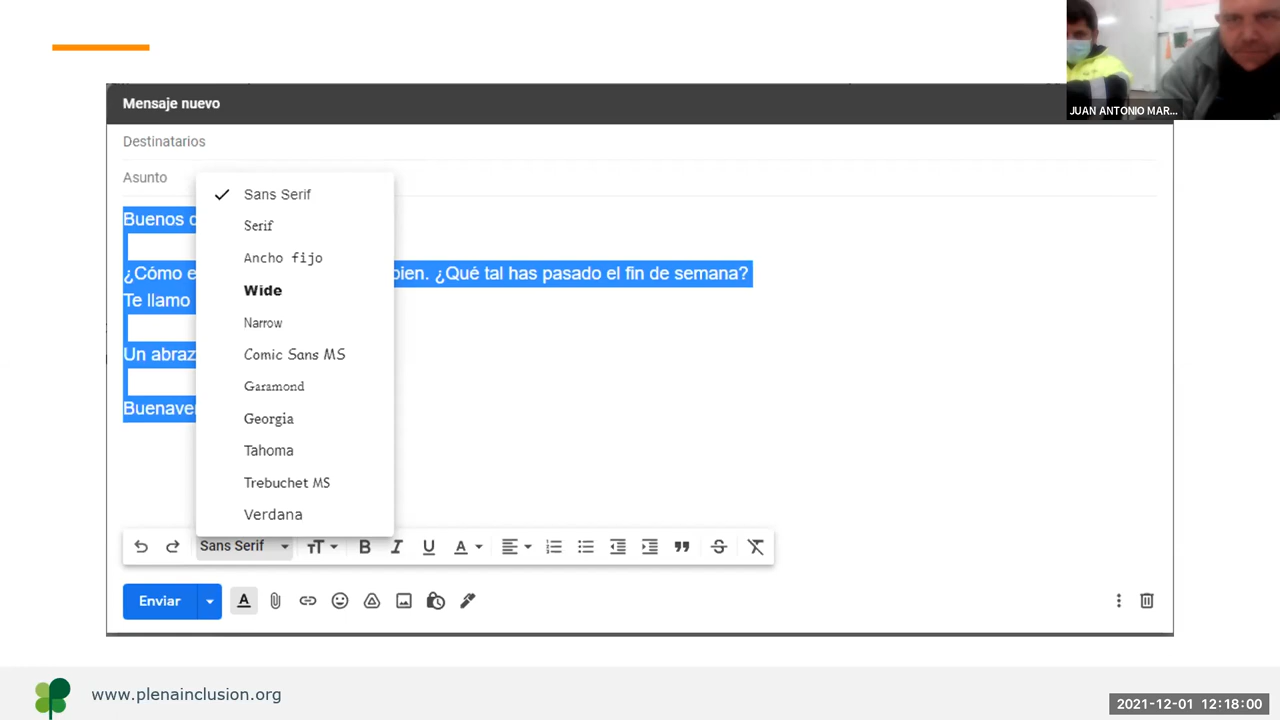 JUAN ANTONIO MAR...
Mensaje nuevo
Destinatarios
Asunto
Buenos
¿Cómo
bien. ¿Qué tal has pasado el fin de semana?
Te llamo
Un
Sans Serif
Serif
Ancho fijo
Wide
Narrow
Comic Sans MS
Garamond
Georgia
Tahoma
Trebuchet MS
Verdana
Sans Serif
Enviar
www.plenainclusion.org
2021-12-01 12:18:00